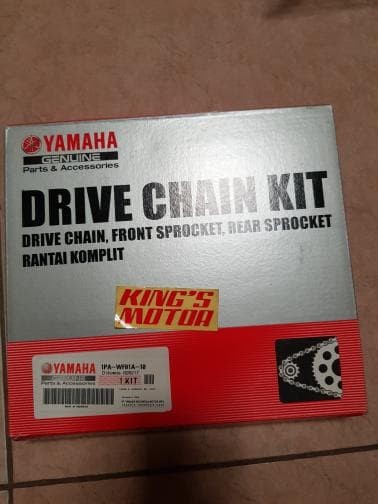 YAMAHA
GENUINE
Parts & Accessories
DRIVE CHAIN KIT
DRIVE CHAIN, FRONT SPROCKET, REAR SPROCKET
RANTAI KOMPLIT
KING'S
MOTOR
YAMAHA
Parts & Accessories
1PA-WF01A-10
1 KIT